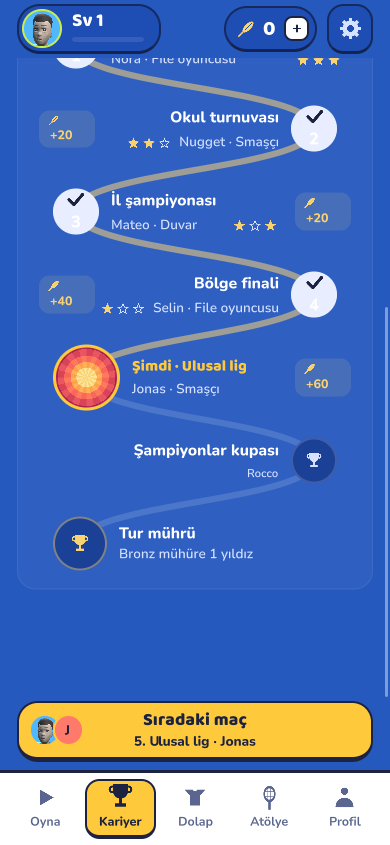 Sv 1
0
+
Nora · File oyuncusu
Okul turnuvası
+20
Nugget · Smaşçı
2
İl şampiyonası
3
Mateo · Duvar
+20
Bölge finali
+40
Selin · File oyuncusu
4
Şimdi · Ulusal lig
Jonas · Smaşçı
+60
Şampiyonlar kupası
Rocco
Tur mührü
Bronz mühüre 1 yıldız
J
Sıradaki maç
5. Ulusal lig · Jonas
Oyna
Kariyer
Dolap
Atölye
Profil